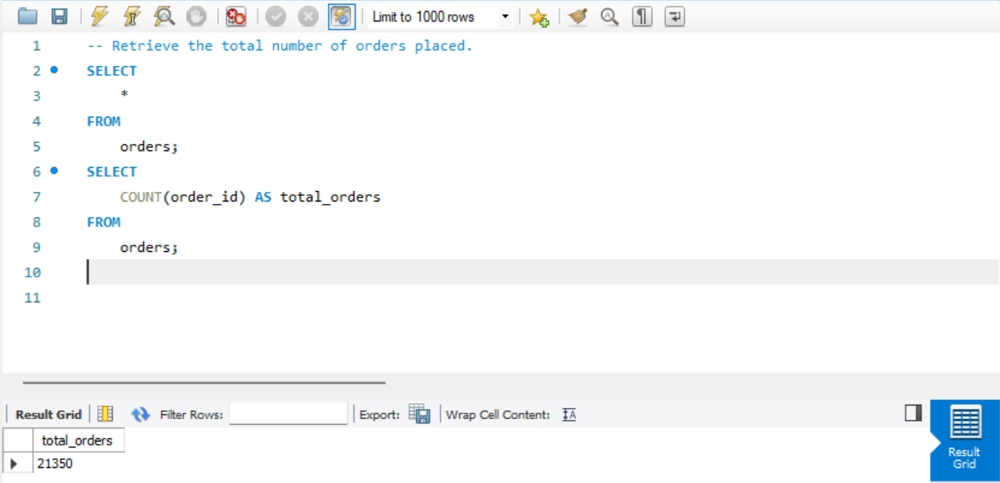 Limit to 1000 rows
1 -- Retrieve the total number of orders placed.
2 SELECT
3 *
4 FROM
5 orders;
6 SELECT
7 COUNT(order_id) AS total_orders
8 FROM
9 orders;
10
11
Result Grid Filter Rows: Export: Wrap Cell Content: IA
total_orders
21350
Result
Grid